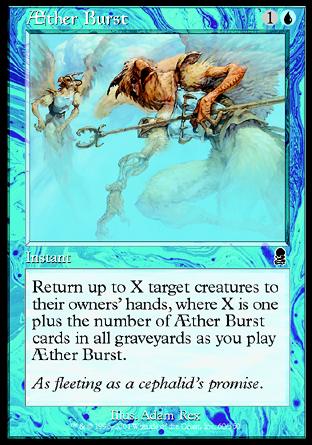 Æther Burst
1
Instant
Return up to X target creatures to
their owners’ hands, where X is one
plus the number of Æther Burst
cards in all graveyards as you play
Æther Burst.
As fleeting as a cephalid’s promise.
Illus. Adam Rex